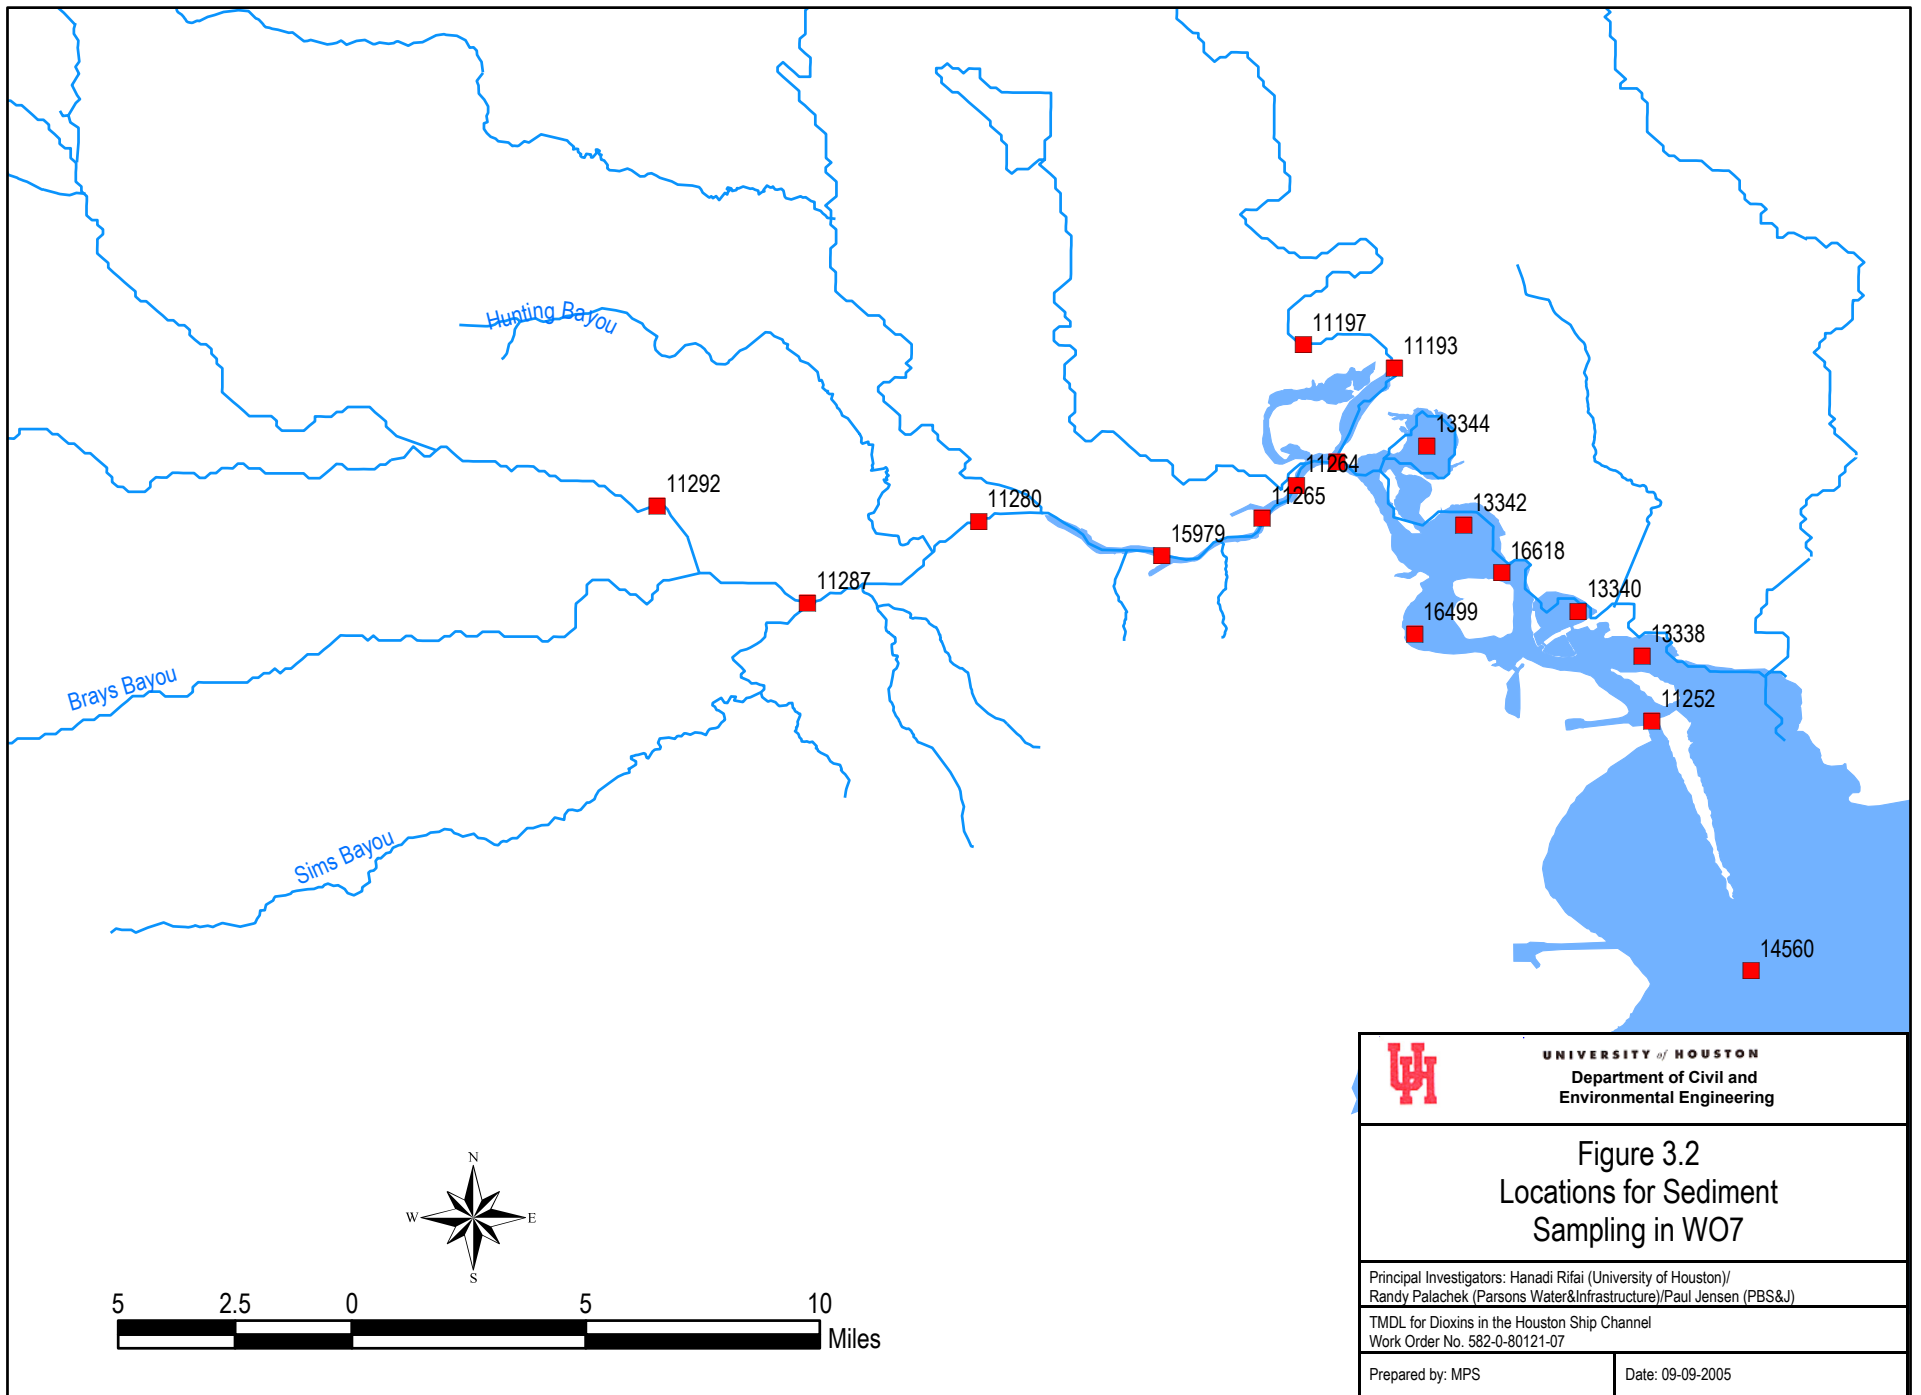 Hunting Bayou
11197
11193
13344
11264
11292
11280
11265
13342
15979
16618
11287
13340
16499
13338
Brays Bayou
11252
Sims Bayou
14560
N
W
E
S
5 2.5 0 5 10
Miles
UH
UNIVERSITY of HOUSTON
Department of Civil and
Environmental Engineering
Figure 3.2
Locations for Sediment
Sampling in WO7
Principal Investigators: Hanadi Rifai (University of Houston)/
Randy Palachek (Parsons Water&Infrastructure)/Paul Jensen (PBS&J)
TMDL for Dioxins in the Houston Ship Channel
Work Order No. 582-0-80121-07
Prepared by: MPS
Date: 09-09-2005